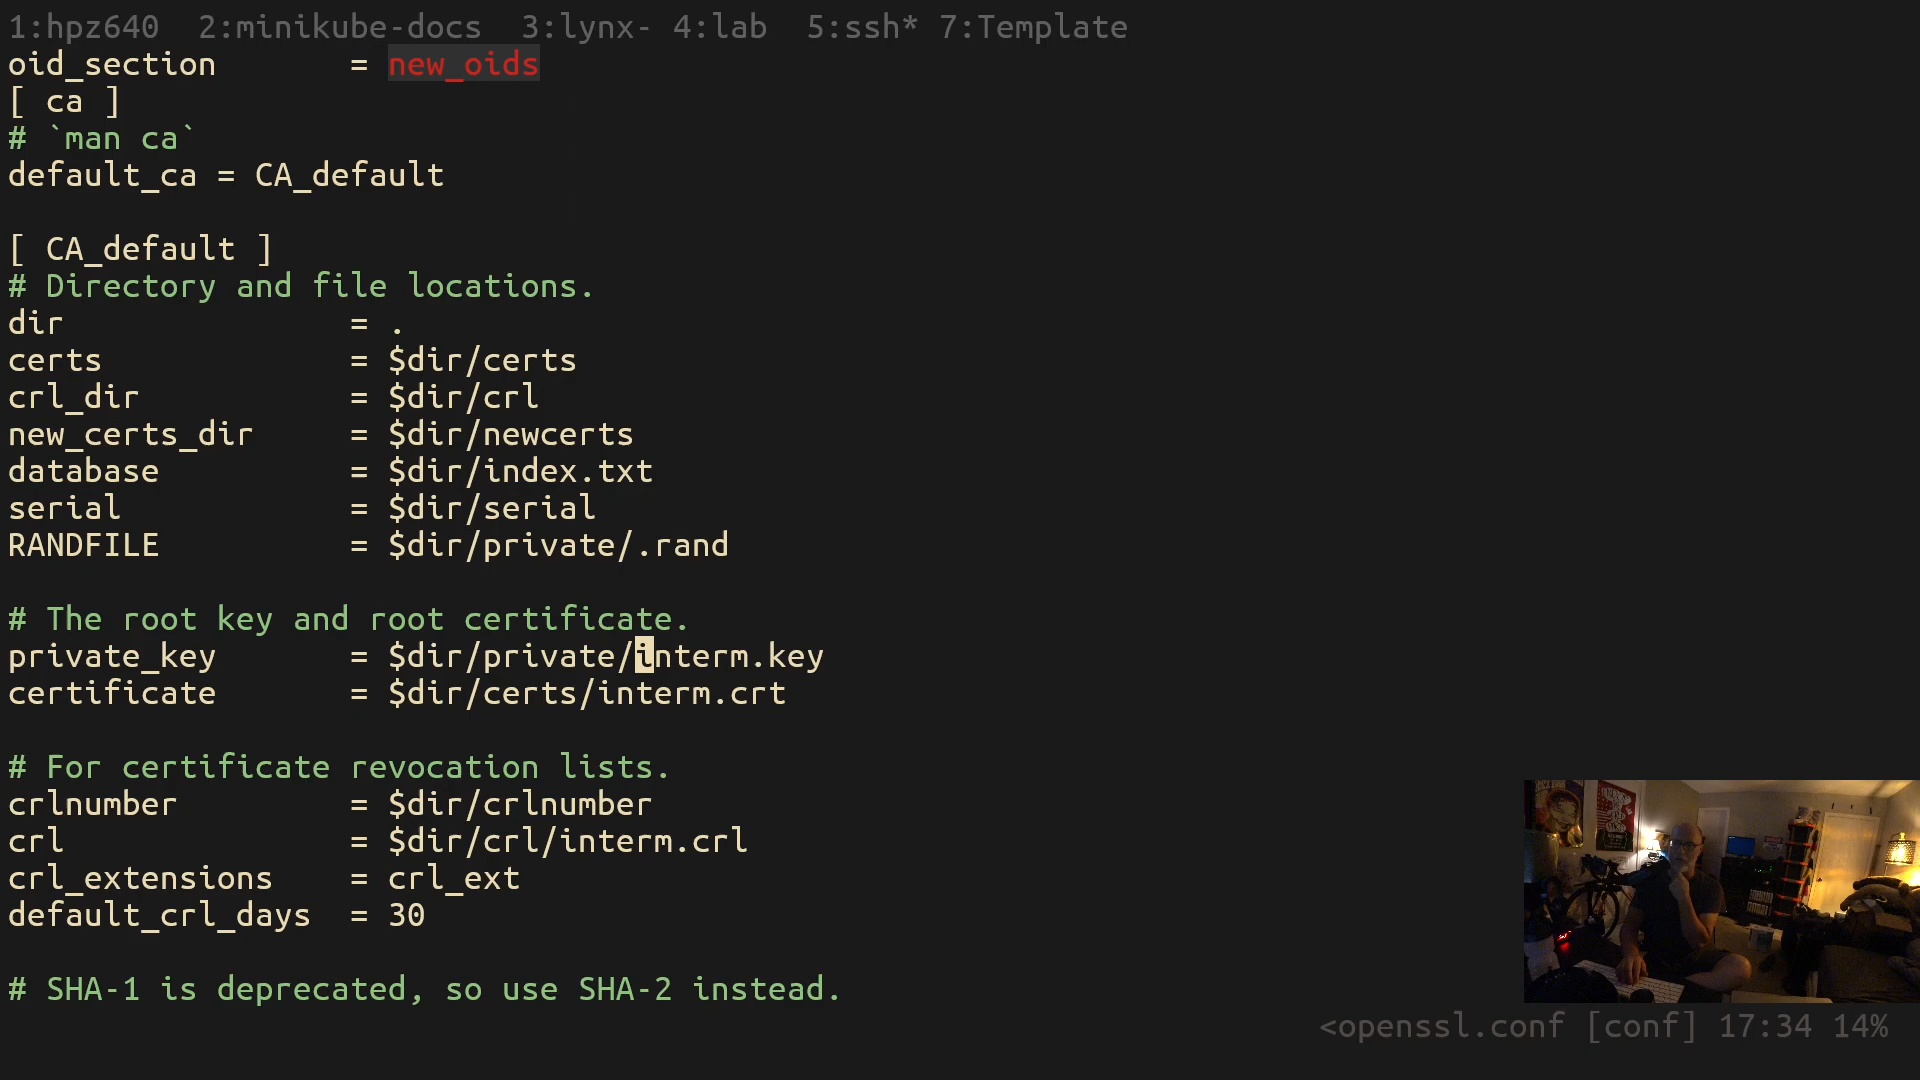 1:hpz640  2:minikube-docs  3:lynx- 4:lab  5:ssh* 7:Template
oid_section       = new_oids
[ ca ]
# `man ca`
default_ca = CA_default
[ CA_default ]
# Directory and file locations.
dir               = .
certs             = $dir/certs
crl_dir           = $dir/crl
new_certs_dir     = $dir/newcerts
database          = $dir/index.txt
serial            = $dir/serial
RANDFILE          = $dir/private/.rand
# The root key and root certificate.
private_key       = $dir/private/interm.key
certificate       = $dir/certs/interm.crt
# For certificate revocation lists.
crlnumber         = $dir/crlnumber
crl               = $dir/crl/interm.crl
crl_extensions    = crl_ext
default_crl_days  = 30
# SHA-1 is deprecated, so use SHA-2 instead.
<openssl.conf [conf] 17:34 14%